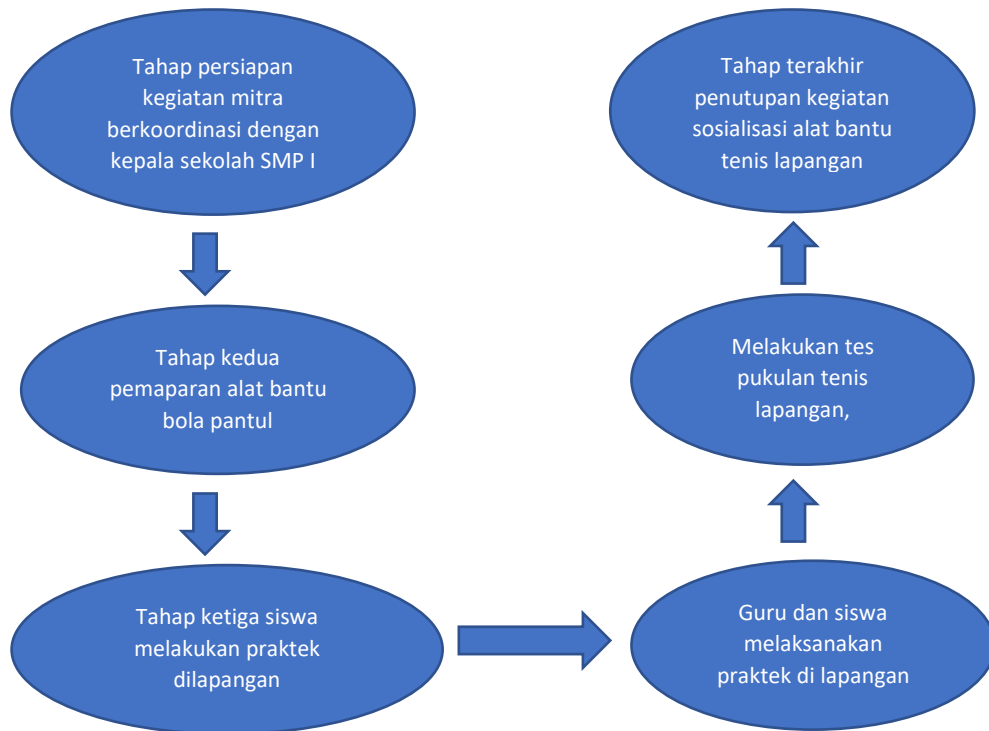 Tahap persiapan
kegiatan mitra
berkoordinasi dengan
kepala sekolah SMP I
Tahap kedua
pemaparan alat bantu
bola pantul
Tahap ketiga siswa
melakukan praktek
dilapangan
Guru dan siswa
melaksanakan
praktek di lapangan
Melakukan tes
pukulan tenis
lapangan,
Tahap terakhir
penutupan kegiatan
sosialisasi alat bantu
tenis lapangan